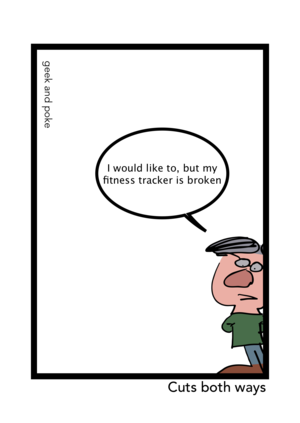 geek and poke
I would like to, but my
fitness tracker is broken
Cuts both ways